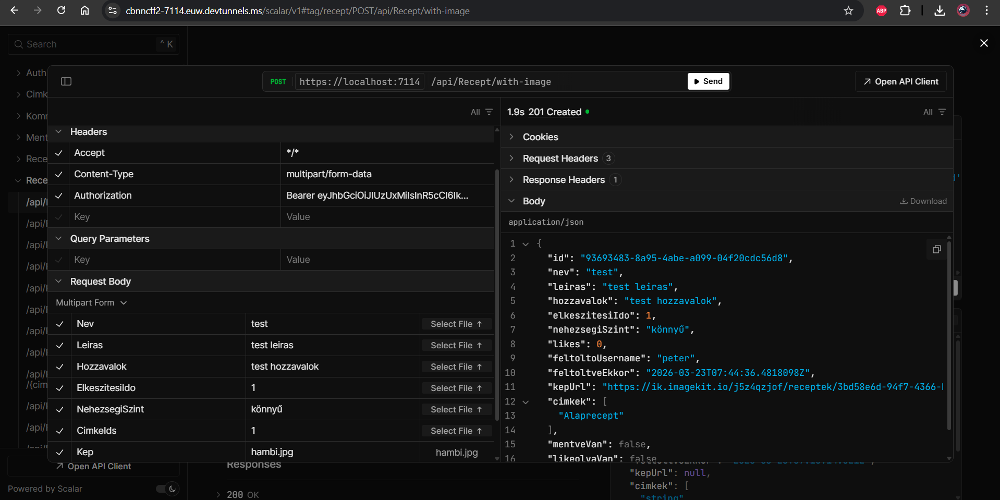 cbnncff2-7114.euw.devtunnels.ms/scalar/v1#tag/recept/POST/api/Recept/with-image
ABP
Search
^ K
Auth
Cimk
Komr
Ment
Rece
Rece
/api/
/api/
/api/
/api/
/api/
/api/
/api/
/api/
/api/
/{cim
/api/
/api/
Open API Client
Powered by Scalar
POST
https://localhost:7114
/api/Recept/with-image
Send
Open API Client
All
Headers
Accept
*/*
Content-Type
multipart/form-data
Authorization
Bearer eyJhbGciOiJIUzUxMiIsInR5cCI6Ik...
Key
Value
Query Parameters
Key
Value
Request Body
Multipart Form
Nev
test
Select File ↑
Leiras
test leiras
Select File ↑
Hozzavalok
test hozzavalok
Select File ↑
ElkeszitesiIdo
1
Select File ↑
NehezsegiSzint
könnyű
Select File ↑
CimkeIds
1
Select File ↑
Kep
hambi.jpg
hambi.jpg
1.9s 201 Created
All
Cookies
Request Headers 3
Response Headers 1
Body
Download
application/json
1 {
2 "id": "93693483-8a95-4abe-a099-04f20cdc56d8",
3 "nev": "test",
4 "leiras": "test leiras",
5 "hozzavalok": "test hozzavalok",
6 "elkeszitesiIdo": 1,
7 "nehezsegiSzint": "könnyű",
8 "likes": 0,
9 "feltoltoUsername": "peter",
10 "feltoltveEkkor": "2026-03-23T07:44:36.4818098Z",
11 "kepUrl": "https://ik.imagekit.io/j5z4qzjof/receptek/3bd58e6d-94f7-4366-
12 "cimkek": [
13 "Alaprecept"
14 ],
15 "mentveVan": false,
16 "likeolvaVan": false
Responses
200 OK
"kepUrl": null,
"cimkek": [
"string"